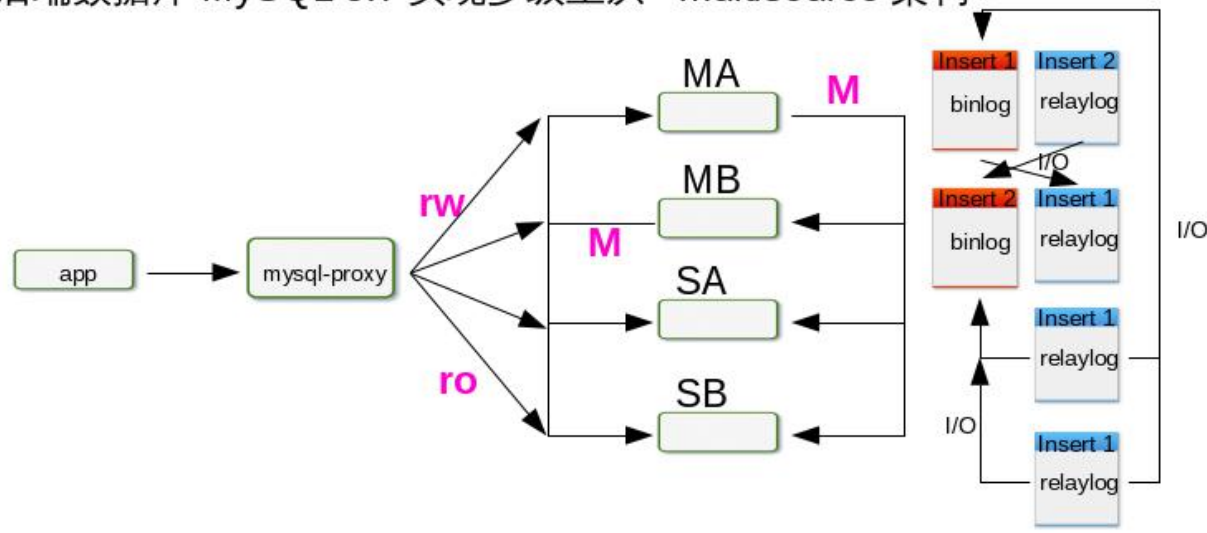 MA
M
Insert 1
Insert 2
binlog
relaylog
I/O
MB
rw
M
Insert 2
Insert 1
binlog
relaylog
I/O
app
mysql-proxy
SA
Insert 1
relaylog
ro
SB
I/O
Insert 1
relaylog